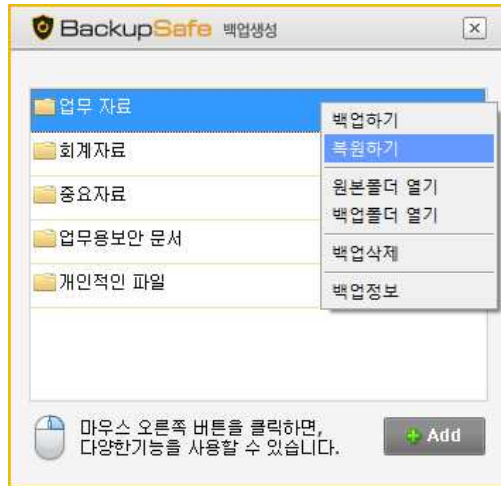 BackupSafe 백업생성
업무 자료
회계자료
중요자료
업무용보안 문서
개인적인 파일
백업하기
복원하기
원본폴더 열기
백업폴더 열기
백업삭제
백업정보
마우스 오른쪽 버튼을 클릭하면,
다양한기능을 사용할 수 있습니다.
Add